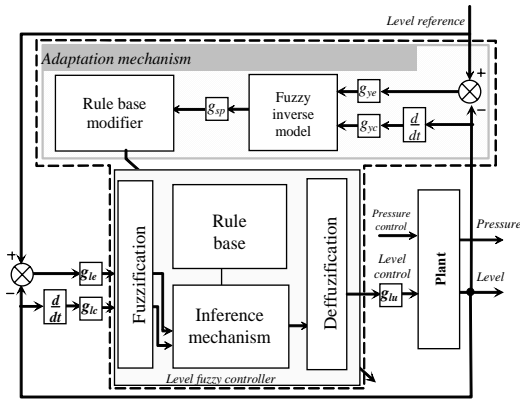 Level reference
Adaptation mechanism
+
−
Rule base
modifier
g_sp
Fuzzy
inverse
model
g_ye
g_yc
d
dt
Fuzzification
Rule
base
Inference
mechanism
Deffuzification
Level fuzzy controller
+
−
g_le
d
dt
g_lc
Pressure
control
Level
control
g_lu
Plant
Pressure
Level